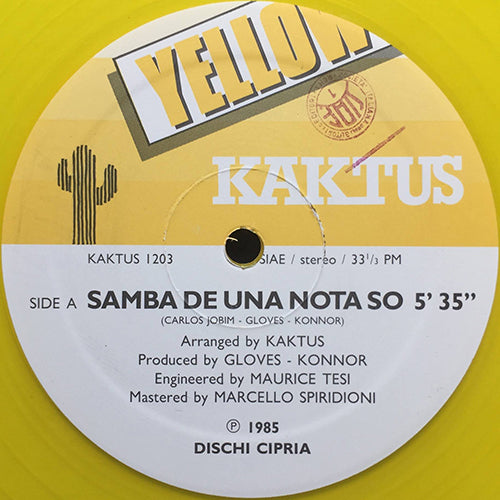 YELLOW
KAKTUS
KAKTUS 1203
SIAE / stereo / 33 1/3 PM
SIDE A SAMBA DE UNA NOTA SO 5' 35"
(CARLOS JOBIM - GLOVES - KONNOR)
Arranged by KAKTUS
Produced by GLOVES - KONNOR
Engineered by MAURICE TESI
Mastered by MARCELLO SPIRIDIONI
℗ 1985
DISCHI CIPRIA